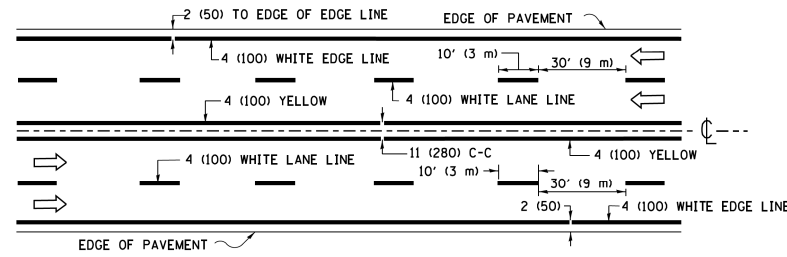 2 (50) TO EDGE OF EDGE LINE
EDGE OF PAVEMENT
4 (100) WHITE EDGE LINE
10' (3 m)
30' (9 m)
4 (100) YELLOW
4 (100) WHITE LANE LINE
℄
4 (100) WHITE LANE LINE
11 (280) C-C
4 (100) YELLOW
10' (3 m)
30' (9 m)
2 (50)
4 (100) WHITE EDGE LINE
EDGE OF PAVEMENT